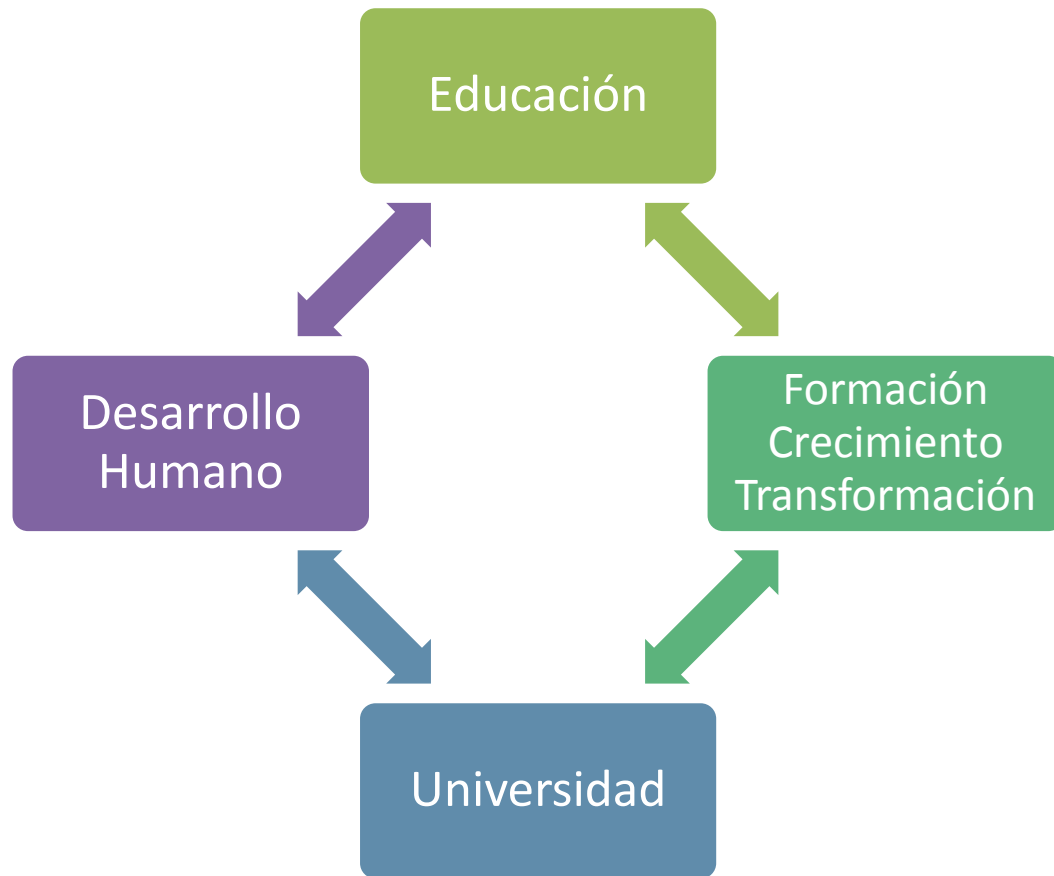 Educación
Desarrollo
Humano
Formación
Crecimiento
Transformación
Universidad